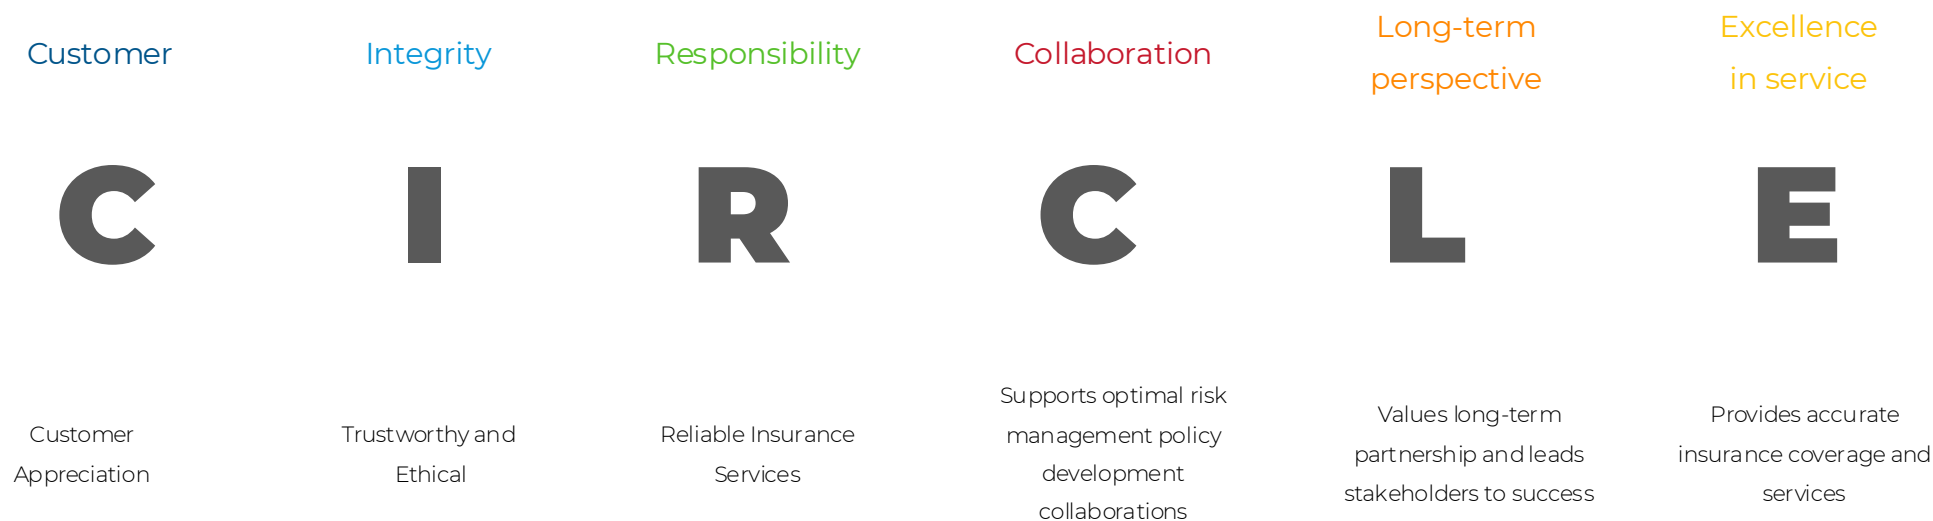 Customer
Integrity
Responsibility
Collaboration
Long-term
perspective
Excellence
in service
C
I
R
C
L
E
Customer
Appreciation
Trustworthy and
Ethical
Reliable Insurance
Services
Supports optimal risk
management policy
development
collaborations
Values long-term
partnership and leads
stakeholders to success
Provides accurate
insurance coverage and
services